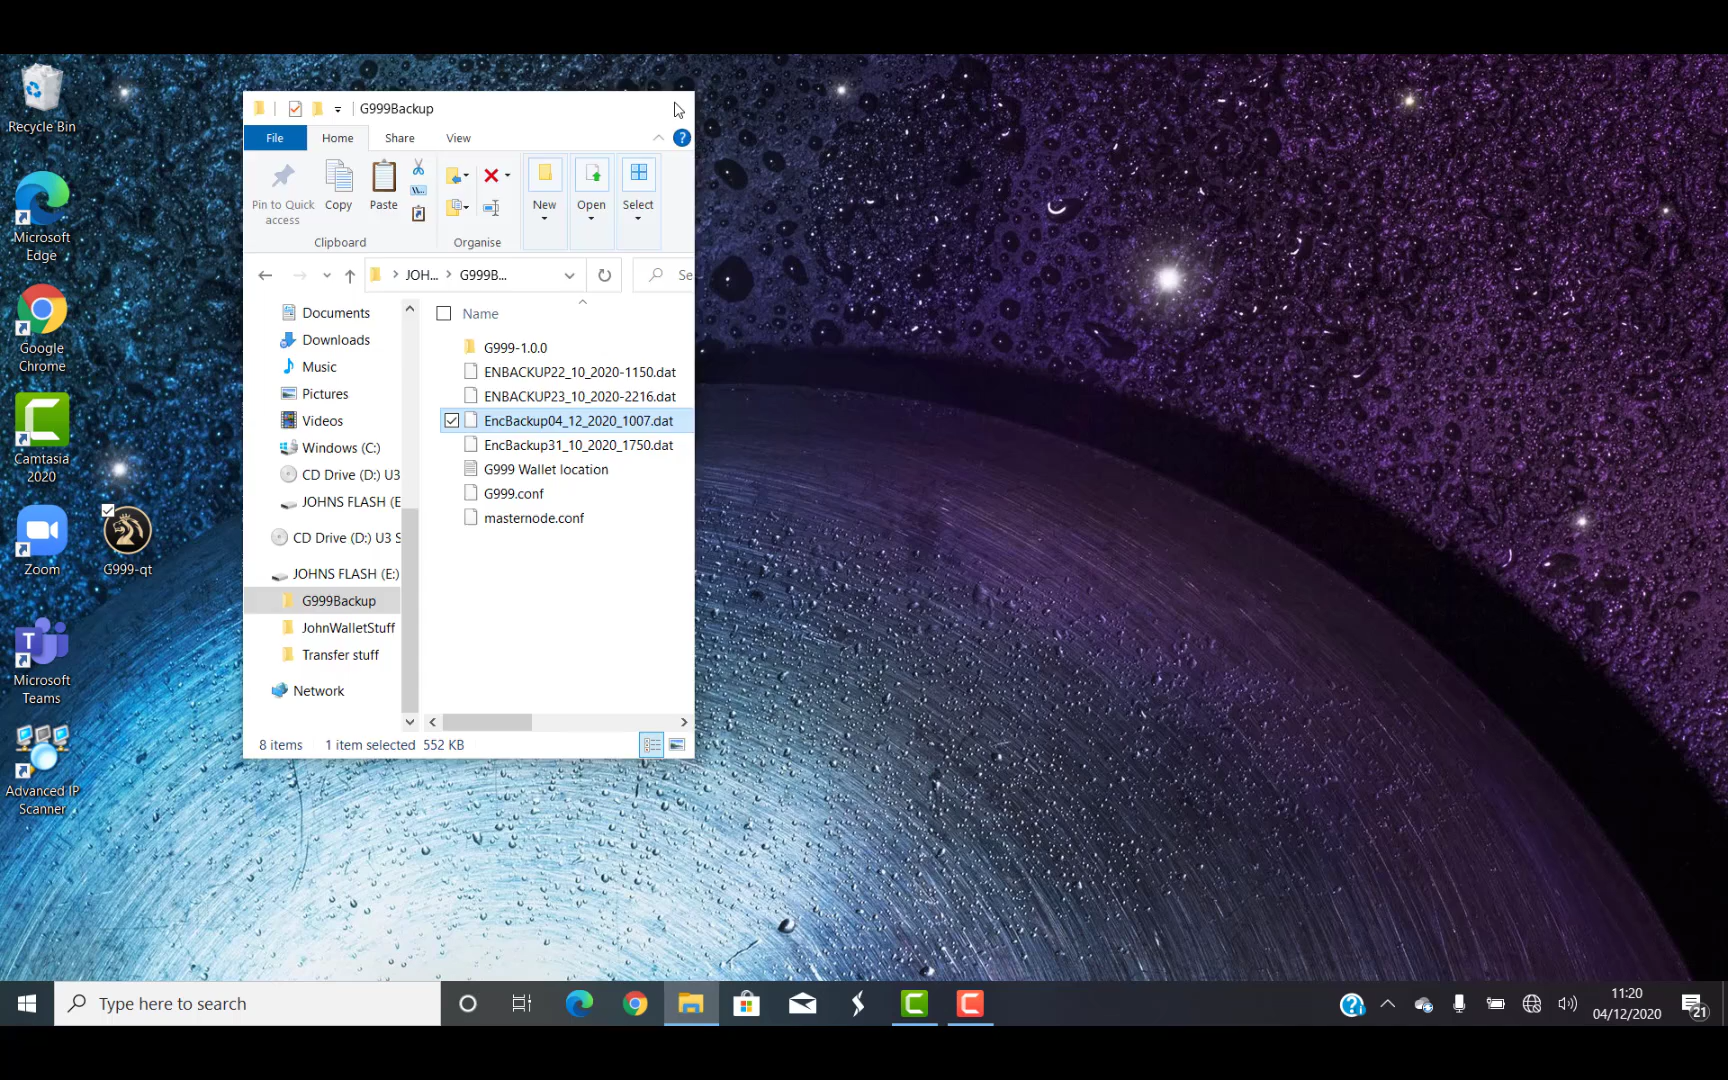 Recycle Bin
Microsoft
Edge
Google
Chrome
Camtasia
2020
Zoom
G999-qt
Microsoft
Teams
Advanced IP
Scanner
G999Backup
File Home Share View
Pin to Quick
access
Copy
Paste
New
Open
Select
Clipboard
Organise
JOH... G999B...
Se
Documents
Downloads
Music
Pictures
Videos
Windows (C:)
CD Drive (D:) U3
JOHNS FLASH (E
CD Drive (D:) U3 S
JOHNS FLASH (E:)
G999Backup
JohnWalletStuff
Transfer stuff
Network
Name
G999-1.0.0
ENBACKUP22_10_2020-1150.dat
ENBACKUP23_10_2020-2216.dat
EncBackup04_12_2020_1007.dat
EncBackup31_10_2020_1750.dat
G999 Wallet location
G999.conf
masternode.conf
8 items 1 item selected 552 KB
Type here to search
11:20
04/12/2020
21